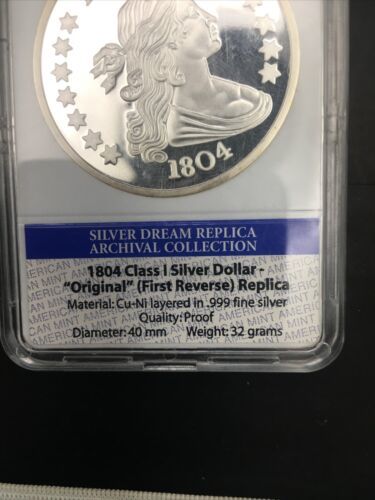 1804
SILVER DREAM REPLICA
ARCHIVAL COLLECTION
1804 Class I Silver Dollar -
"Original" (First Reverse) Replica
Material: Cu-Ni layered in .999 fine silver
Quality: Proof
Diameter: 40 mm Weight: 32 grams